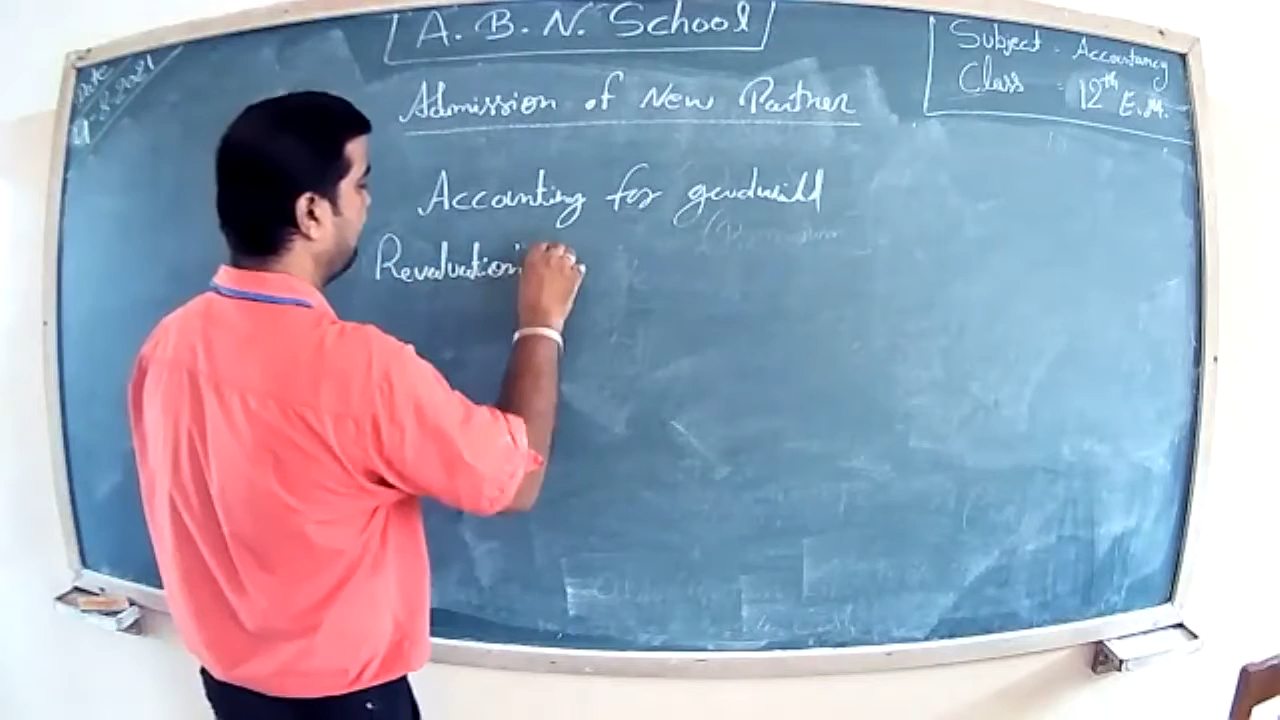 A. B. N. School
Date
Subject : Accountancy
Class : 12th E.M.
Admission of New Partner
Accounting for goodwill
Revaluation